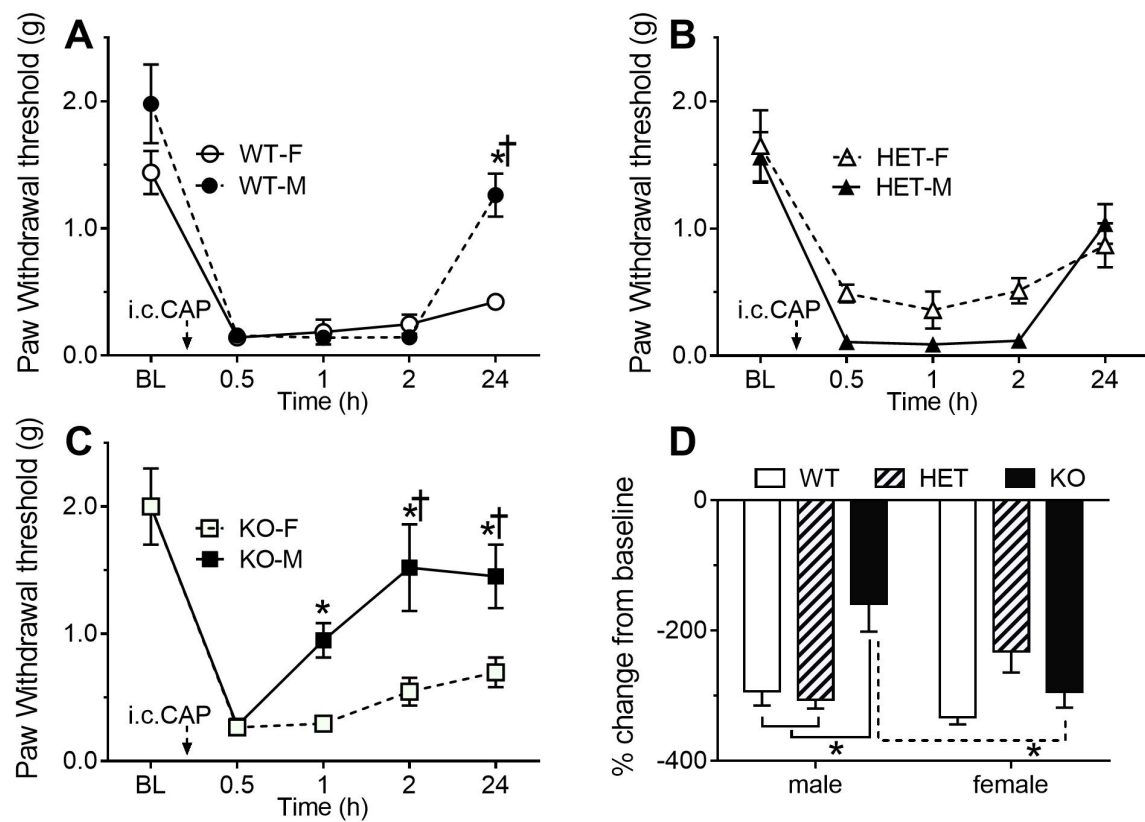 A
Paw Withdrawal threshold (g)
2.0
1.0
0.0
WT-F
WT-M
*†
i.c.CAP
BL 0.5 1 2 24
Time (h)
B
Paw Withdrawal threshold (g)
2.0
1.0
0.0
HET-F
HET-M
i.c.CAP
BL 0.5 1 2 24
Time (h)
C
Paw Withdrawal threshold (g)
2.0
1.0
0.0
KO-F
KO-M
*
*†
*†
i.c.CAP
BL 0.5 1 2 24
Time (h)
D
% change from baseline
WT HET KO
0
-200
-400
*
*
male female